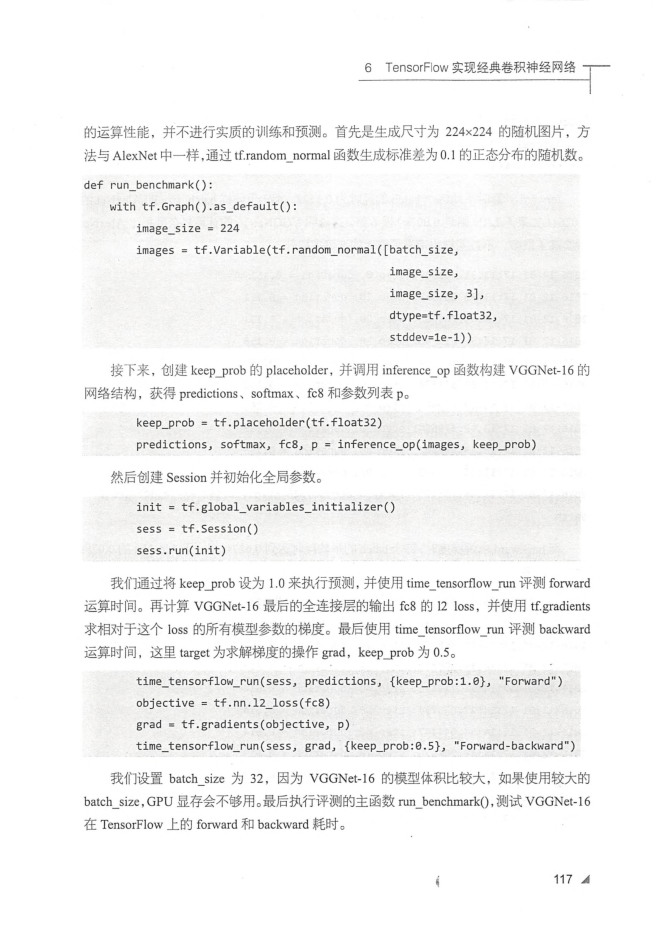 6 TensorFlow 实现经典卷积神经网络
的运算性能，并不进行实质的训练和预测。首先是生成尺寸为 224×224 的随机图片，方
法与 AlexNet 中一样，通过 tf.random_normal 函数生成标准差为 0.1 的正态分布的随机数。
def run_benchmark():
    with tf.Graph().as_default():
        image_size = 224
        images = tf.Variable(tf.random_normal([batch_size,
                                               image_size,
                                               image_size, 3],
                                               dtype=tf.float32,
                                               stddev=1e-1))
接下来，创建 keep_prob 的 placeholder，并调用 inference_op 函数构建 VGGNet-16 的
网络结构，获得 predictions、softmax、fc8 和参数列表 p。
        keep_prob = tf.placeholder(tf.float32)
        predictions, softmax, fc8, p = inference_op(images, keep_prob)
然后创建 Session 并初始化全局参数。
        init = tf.global_variables_initializer()
        sess = tf.Session()
        sess.run(init)
我们通过将 keep_prob 设为 1.0 来执行预测，并使用 time_tensorflow_run 评测 forward
运算时间。再计算 VGGNet-16 最后的全连接层的输出 fc8 的 l2 loss，并使用 tf.gradients
求相对于这个 loss 的所有模型参数的梯度。最后使用 time_tensorflow_run 评测 backward
运算时间，这里 target 为求解梯度的操作 grad，keep_prob 为 0.5。
        time_tensorflow_run(sess, predictions, {keep_prob:1.0}, "Forward")
        objective = tf.nn.l2_loss(fc8)
        grad = tf.gradients(objective, p)
        time_tensorflow_run(sess, grad, {keep_prob:0.5}, "Forward-backward")
我们设置 batch_size 为 32，因为 VGGNet-16 的模型体积比较大，如果使用较大的
batch_size，GPU 显存会不够用。最后执行评测的主函数 run_benchmark()，测试 VGGNet-16
在 TensorFlow 上的 forward 和 backward 耗时。
117